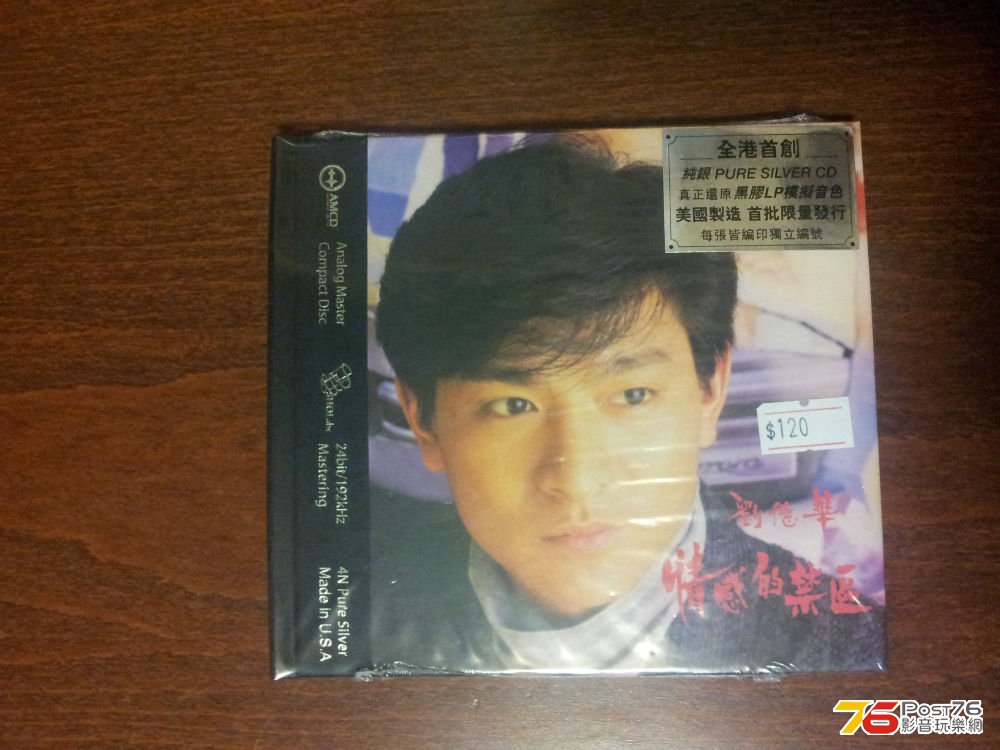 全港首創
純銀 PURE SILVER CD
真正還原 黑膠LP模擬音色
美國製造 首批限量發行
每張皆編印獨立編號
AMCD
Analog Master
Compact Disc
SHOLabs
24bit/192kHz
Mastering
4N Pure Silver
Made in U.S.A
$120
劉德華
情感的禁區
76 Post76
影音玩樂網